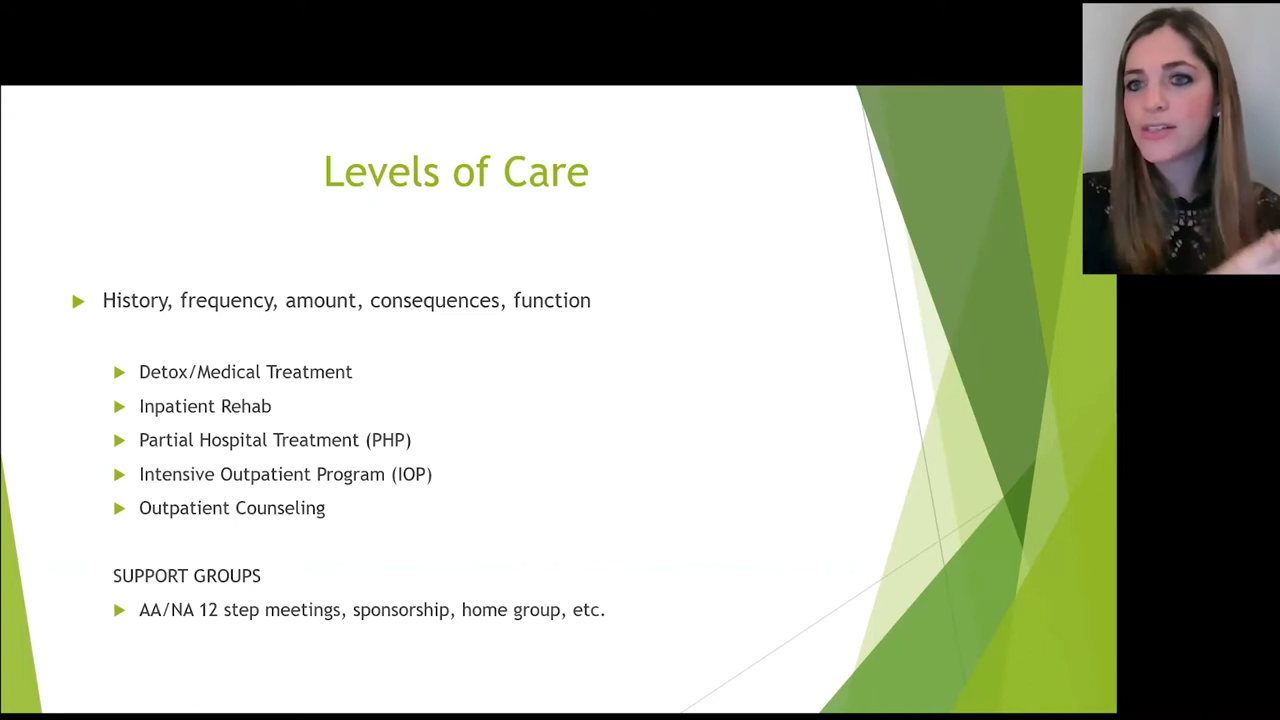 Levels of Care
History, frequency, amount, consequences, function
Detox/Medical Treatment
Inpatient Rehab
Partial Hospital Treatment (PHP)
Intensive Outpatient Program (IOP)
Outpatient Counseling
SUPPORT GROUPS
AA/NA 12 step meetings, sponsorship, home group, etc.